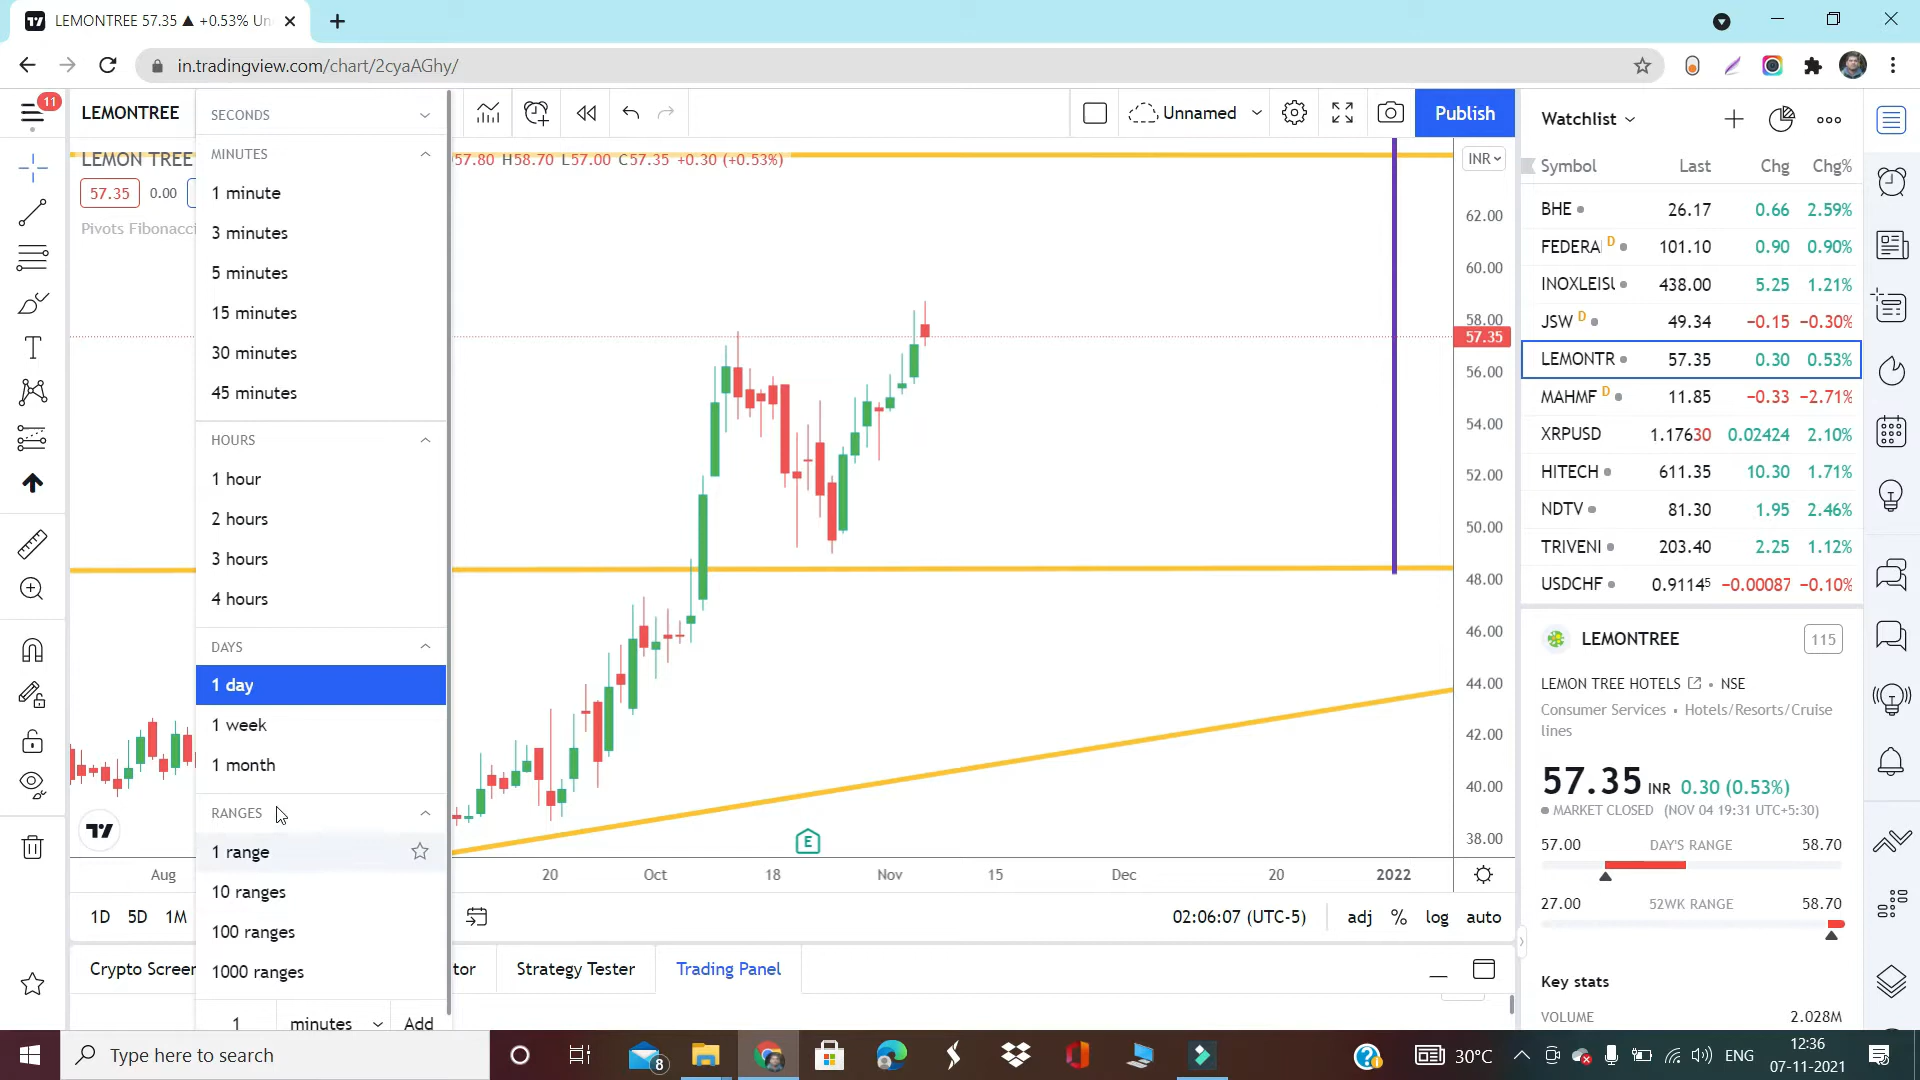 LEMONTREE 57.35 ▲ +0.53% Un
in.tradingview.com/chart/2cyaAGhy/
11
LEMONTREE
Unnamed
Publish
LEMON TREE
57.80 H58.70 L57.00 C57.35 +0.30 (+0.53%)
INR
57.35 0.00
Pivots Fibonacci
SECONDS
MINUTES
1 minute
3 minutes
5 minutes
15 minutes
30 minutes
45 minutes
HOURS
1 hour
2 hours
3 hours
4 hours
DAYS
1 day
1 week
1 month
RANGES
1 range
10 ranges
100 ranges
1000 ranges
1 minutes Add
62.00
60.00
58.00
57.35
56.00
54.00
52.00
50.00
48.00
46.00
44.00
42.00
40.00
38.00
E
Aug 20 Oct 18 Nov 15 Dec 20 2022
1D 5D 1M
02:06:07 (UTC-5) adj % log auto
Crypto Screen tor Strategy Tester Trading Panel
Watchlist
Symbol Last Chg Chg%
BHE 26.17 0.66 2.59%
FEDERA D 101.10 0.90 0.90%
INOXLEISU 438.00 5.25 1.21%
JSW D 49.34 −0.15 −0.30%
LEMONTR 57.35 0.30 0.53%
MAHMF D 11.85 −0.33 −2.71%
XRPUSD 1.17630 0.02424 2.10%
HITECH 611.35 10.30 1.71%
NDTV 81.30 1.95 2.46%
TRIVENI 203.40 2.25 1.12%
USDCHF 0.91145 −0.00087 −0.10%
LEMONTREE 115
LEMON TREE HOTELS • NSE
Consumer Services • Hotels/Resorts/Cruise
lines
57.35 INR 0.30 (0.53%)
MARKET CLOSED (NOV 04 19:31 UTC+5:30)
57.00 DAY'S RANGE 58.70
27.00 52WK RANGE 58.70
Key stats
VOLUME 2.028M
Type here to search
8
30°C
ENG
12:36
07-11-2021